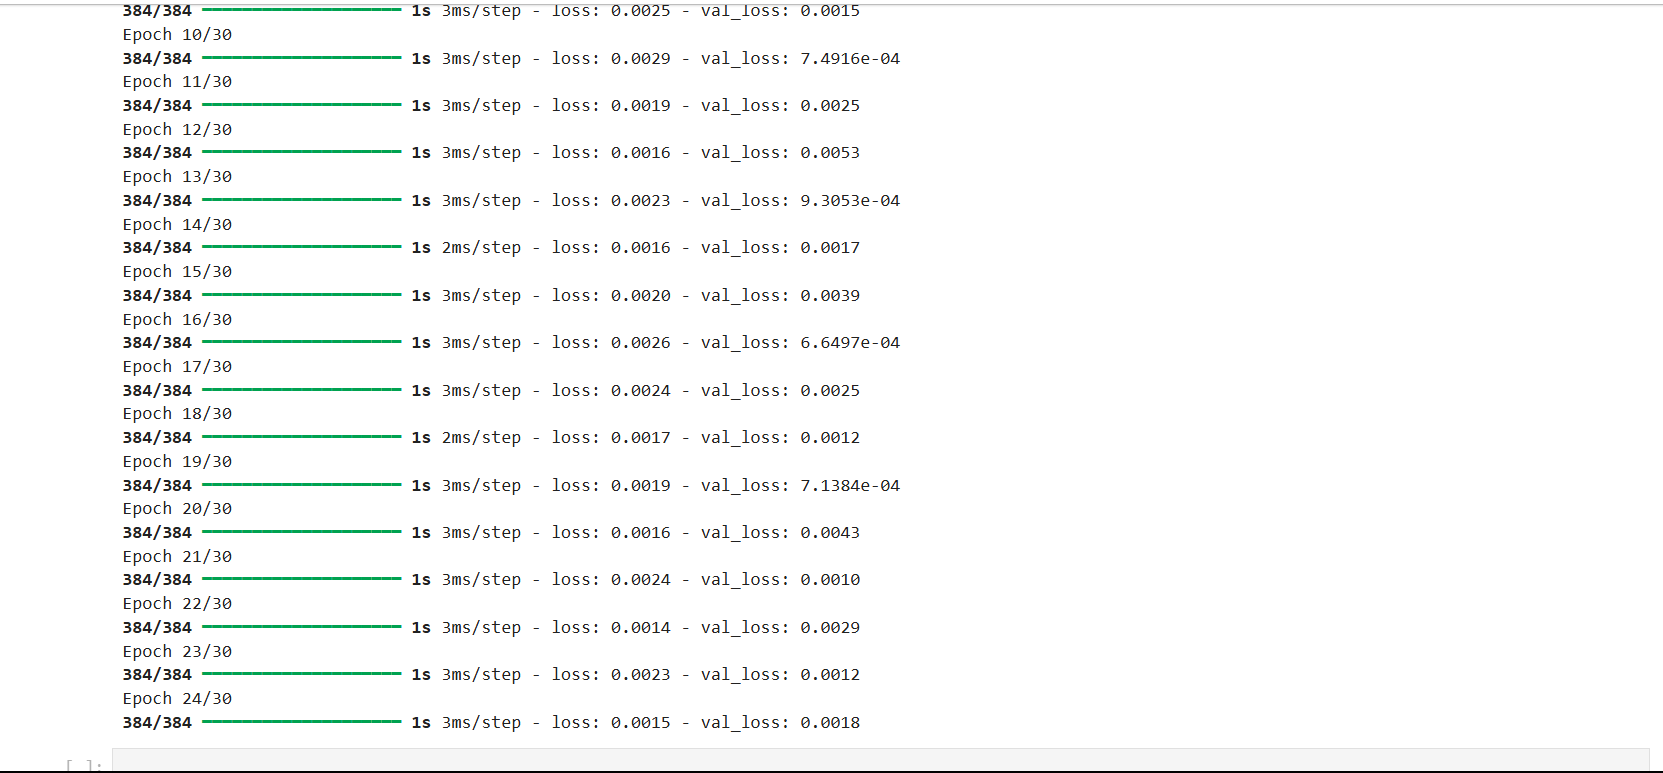 384/384 ━━━━━━━━━━━━━━━━━━━━ 1s 3ms/step - loss: 0.0025 - val_loss: 0.0015
Epoch 10/30
384/384 ━━━━━━━━━━━━━━━━━━━━ 1s 3ms/step - loss: 0.0029 - val_loss: 7.4916e-04
Epoch 11/30
384/384 ━━━━━━━━━━━━━━━━━━━━ 1s 3ms/step - loss: 0.0019 - val_loss: 0.0025
Epoch 12/30
384/384 ━━━━━━━━━━━━━━━━━━━━ 1s 3ms/step - loss: 0.0016 - val_loss: 0.0053
Epoch 13/30
384/384 ━━━━━━━━━━━━━━━━━━━━ 1s 3ms/step - loss: 0.0023 - val_loss: 9.3053e-04
Epoch 14/30
384/384 ━━━━━━━━━━━━━━━━━━━━ 1s 2ms/step - loss: 0.0016 - val_loss: 0.0017
Epoch 15/30
384/384 ━━━━━━━━━━━━━━━━━━━━ 1s 3ms/step - loss: 0.0020 - val_loss: 0.0039
Epoch 16/30
384/384 ━━━━━━━━━━━━━━━━━━━━ 1s 3ms/step - loss: 0.0026 - val_loss: 6.6497e-04
Epoch 17/30
384/384 ━━━━━━━━━━━━━━━━━━━━ 1s 3ms/step - loss: 0.0024 - val_loss: 0.0025
Epoch 18/30
384/384 ━━━━━━━━━━━━━━━━━━━━ 1s 2ms/step - loss: 0.0017 - val_loss: 0.0012
Epoch 19/30
384/384 ━━━━━━━━━━━━━━━━━━━━ 1s 3ms/step - loss: 0.0019 - val_loss: 7.1384e-04
Epoch 20/30
384/384 ━━━━━━━━━━━━━━━━━━━━ 1s 3ms/step - loss: 0.0016 - val_loss: 0.0043
Epoch 21/30
384/384 ━━━━━━━━━━━━━━━━━━━━ 1s 3ms/step - loss: 0.0024 - val_loss: 0.0010
Epoch 22/30
384/384 ━━━━━━━━━━━━━━━━━━━━ 1s 3ms/step - loss: 0.0014 - val_loss: 0.0029
Epoch 23/30
384/384 ━━━━━━━━━━━━━━━━━━━━ 1s 3ms/step - loss: 0.0023 - val_loss: 0.0012
Epoch 24/30
384/384 ━━━━━━━━━━━━━━━━━━━━ 1s 3ms/step - loss: 0.0015 - val_loss: 0.0018
[ ]: